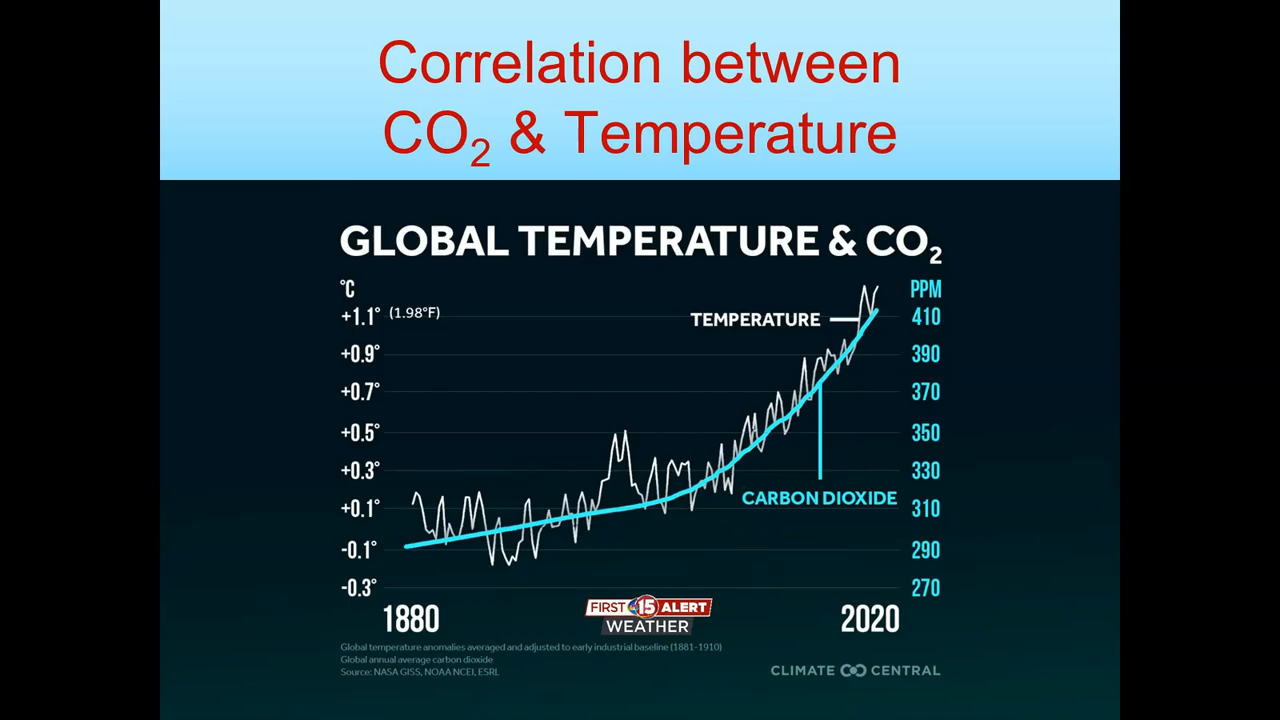 Correlation between
CO₂ & Temperature
GLOBAL TEMPERATURE & CO₂
°C
PPM
+1.1° (1.98°F)
410
+0.9°
390
+0.7°
370
+0.5°
350
+0.3°
330
+0.1°
310
-0.1°
290
-0.3°
270
TEMPERATURE
CARBON DIOXIDE
1880
2020
FIRST 15 ALERT
WEATHER
Global temperature anomalies averaged and adjusted to early industrial baseline (1881-1910)
Global annual average carbon dioxide
Source: NASA GISS, NOAA NCEI, ESRL
CLIMATE CENTRAL